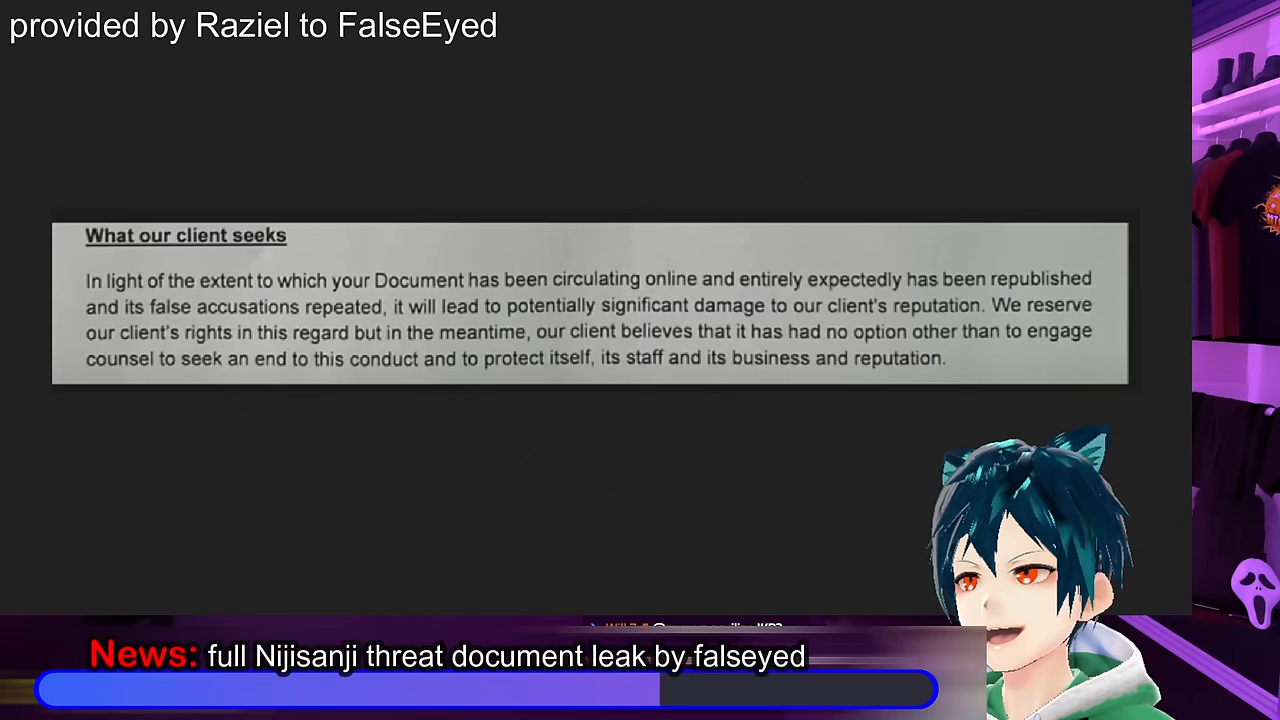 provided by Raziel to FalseEyed
What our client seeks
In light of the extent to which your Document has been circulating online and entirely expectedly has been republished
and its false accusations repeated, it will lead to potentially significant damage to our client's reputation. We reserve
our client's rights in this regard but in the meantime, our client believes that it has had no option other than to engage
counsel to seek an end to this conduct and to protect itself, its staff and its business and reputation.
News: full Nijisanji threat document leak by falseyed